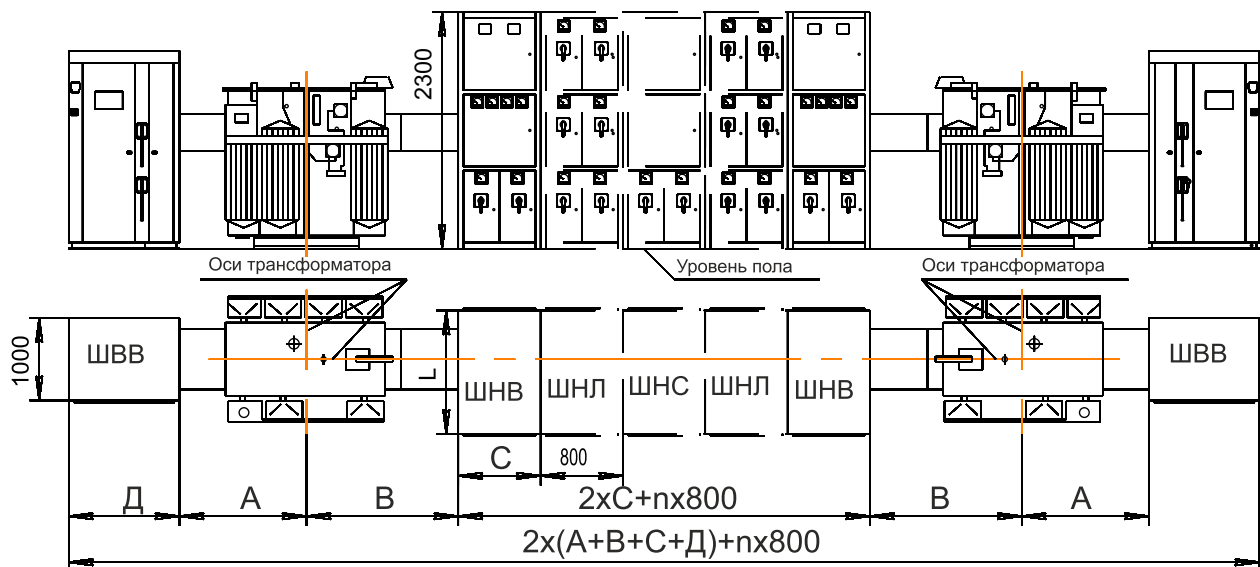 2300
Оси трансформатора
Уровень пола
Оси трансформатора
1000
ШВВ
L
ШНВ
ШНЛ
ШНС
ШНЛ
ШНВ
ШВВ
С
800
Д
А
В
2хС+nх800
В
А
2х(А+В+С+Д)+nх800